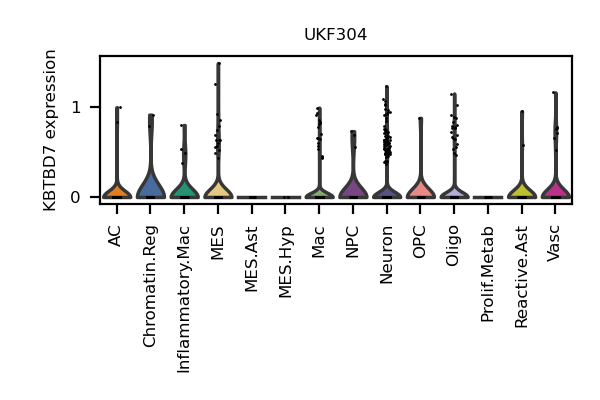 UKF304
KBTBD7 expression
1
0
AC
Chromatin.Reg
Inflammatory.Mac
MES
MES.Ast
MES.Hyp
Mac
NPC
Neuron
OPC
Oligo
Prolif.Metab
Reactive.Ast
Vasc